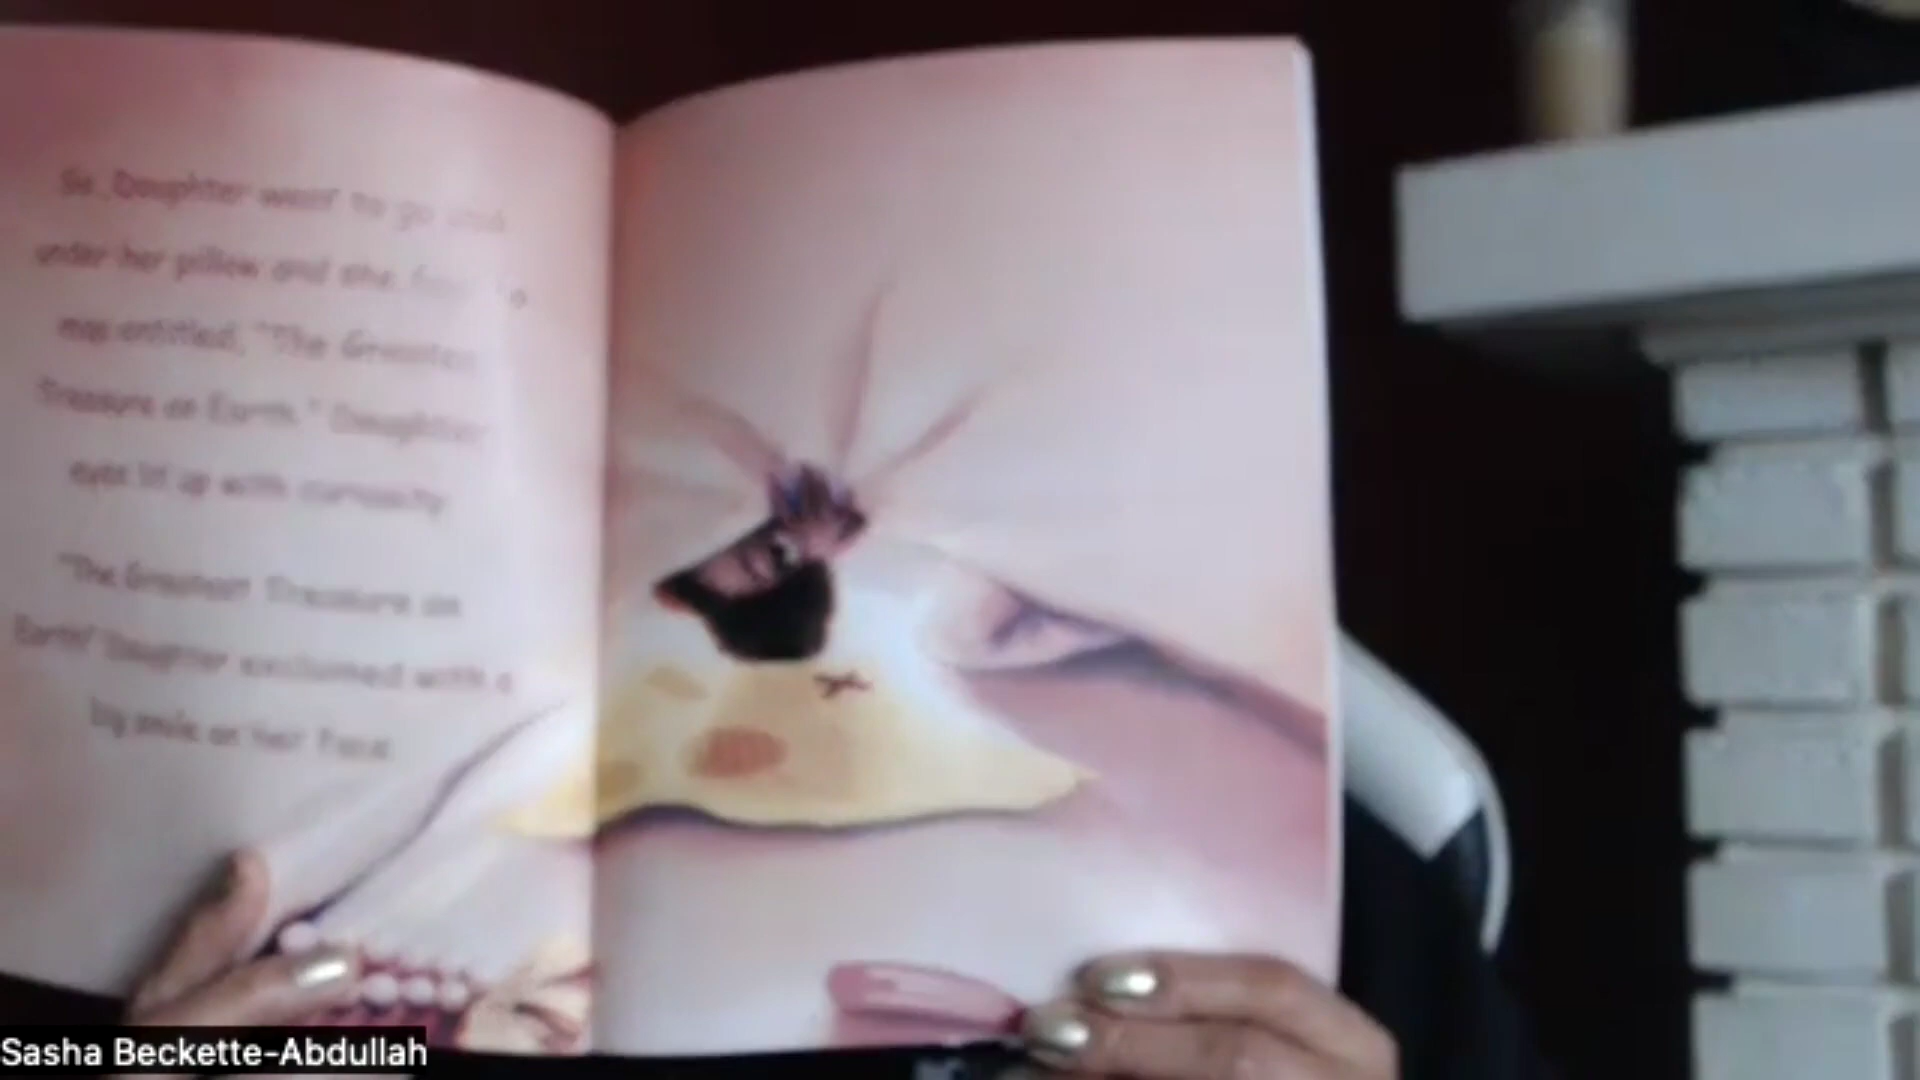 So, Daughter went to go look
under her pillow and she
map entitled, "The Greatest
Treasure on Earth." Daughter
eyes lit up with curiosity
"The Greatest Treasure on
Earth" Daughter exclaimed with a
big smile on her face
Sasha Beckette-Abdullah